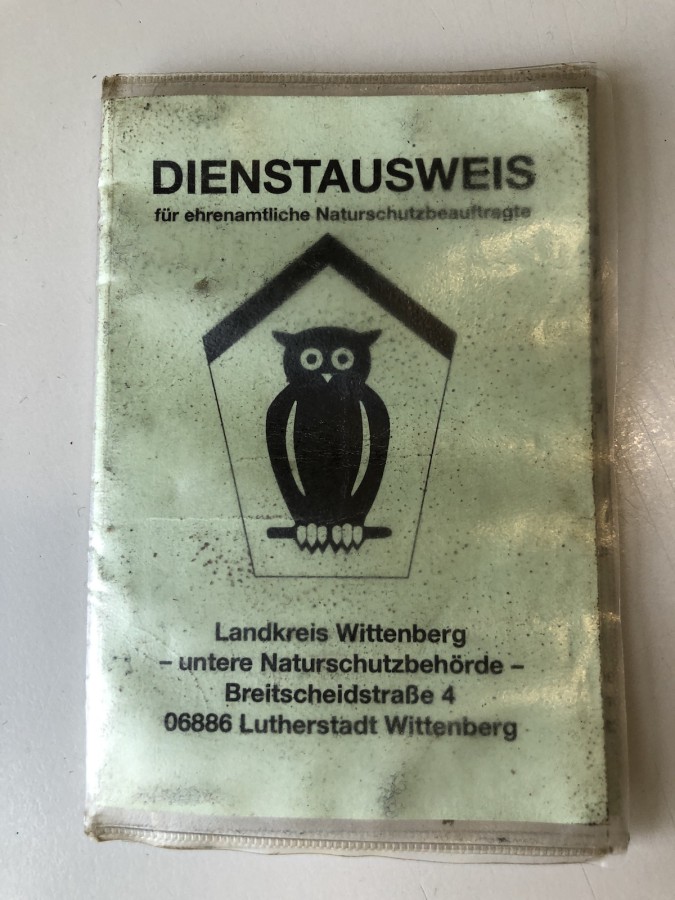 DIENSTAUSWEIS
für ehrenamtliche Naturschutzbeauftragte
Landkreis Wittenberg
– untere Naturschutzbehörde –
Breitscheidstraße 4
06886 Lutherstadt Wittenberg